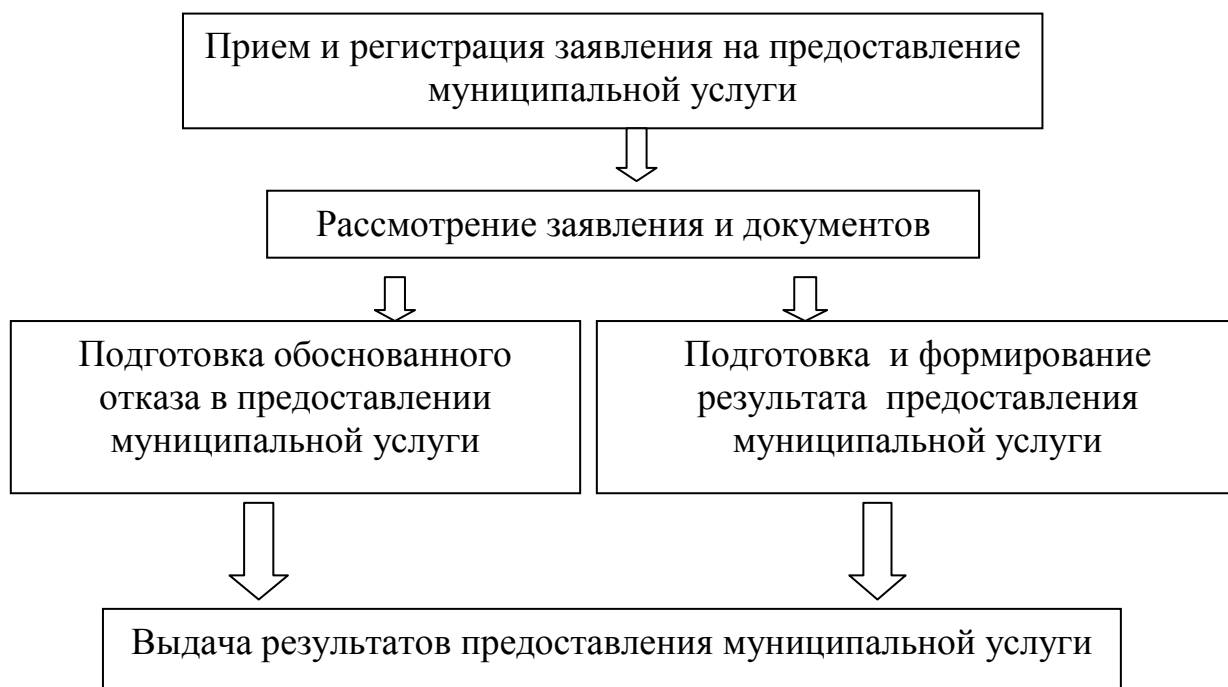 Прием и регистрация заявления на предоставление
муниципальной услуги
Рассмотрение заявления и документов
Подготовка обоснованного
отказа в предоставлении
муниципальной услуги
Подготовка  и формирование
результата  предоставления
муниципальной услуги
Выдача результатов предоставления муниципальной услуги